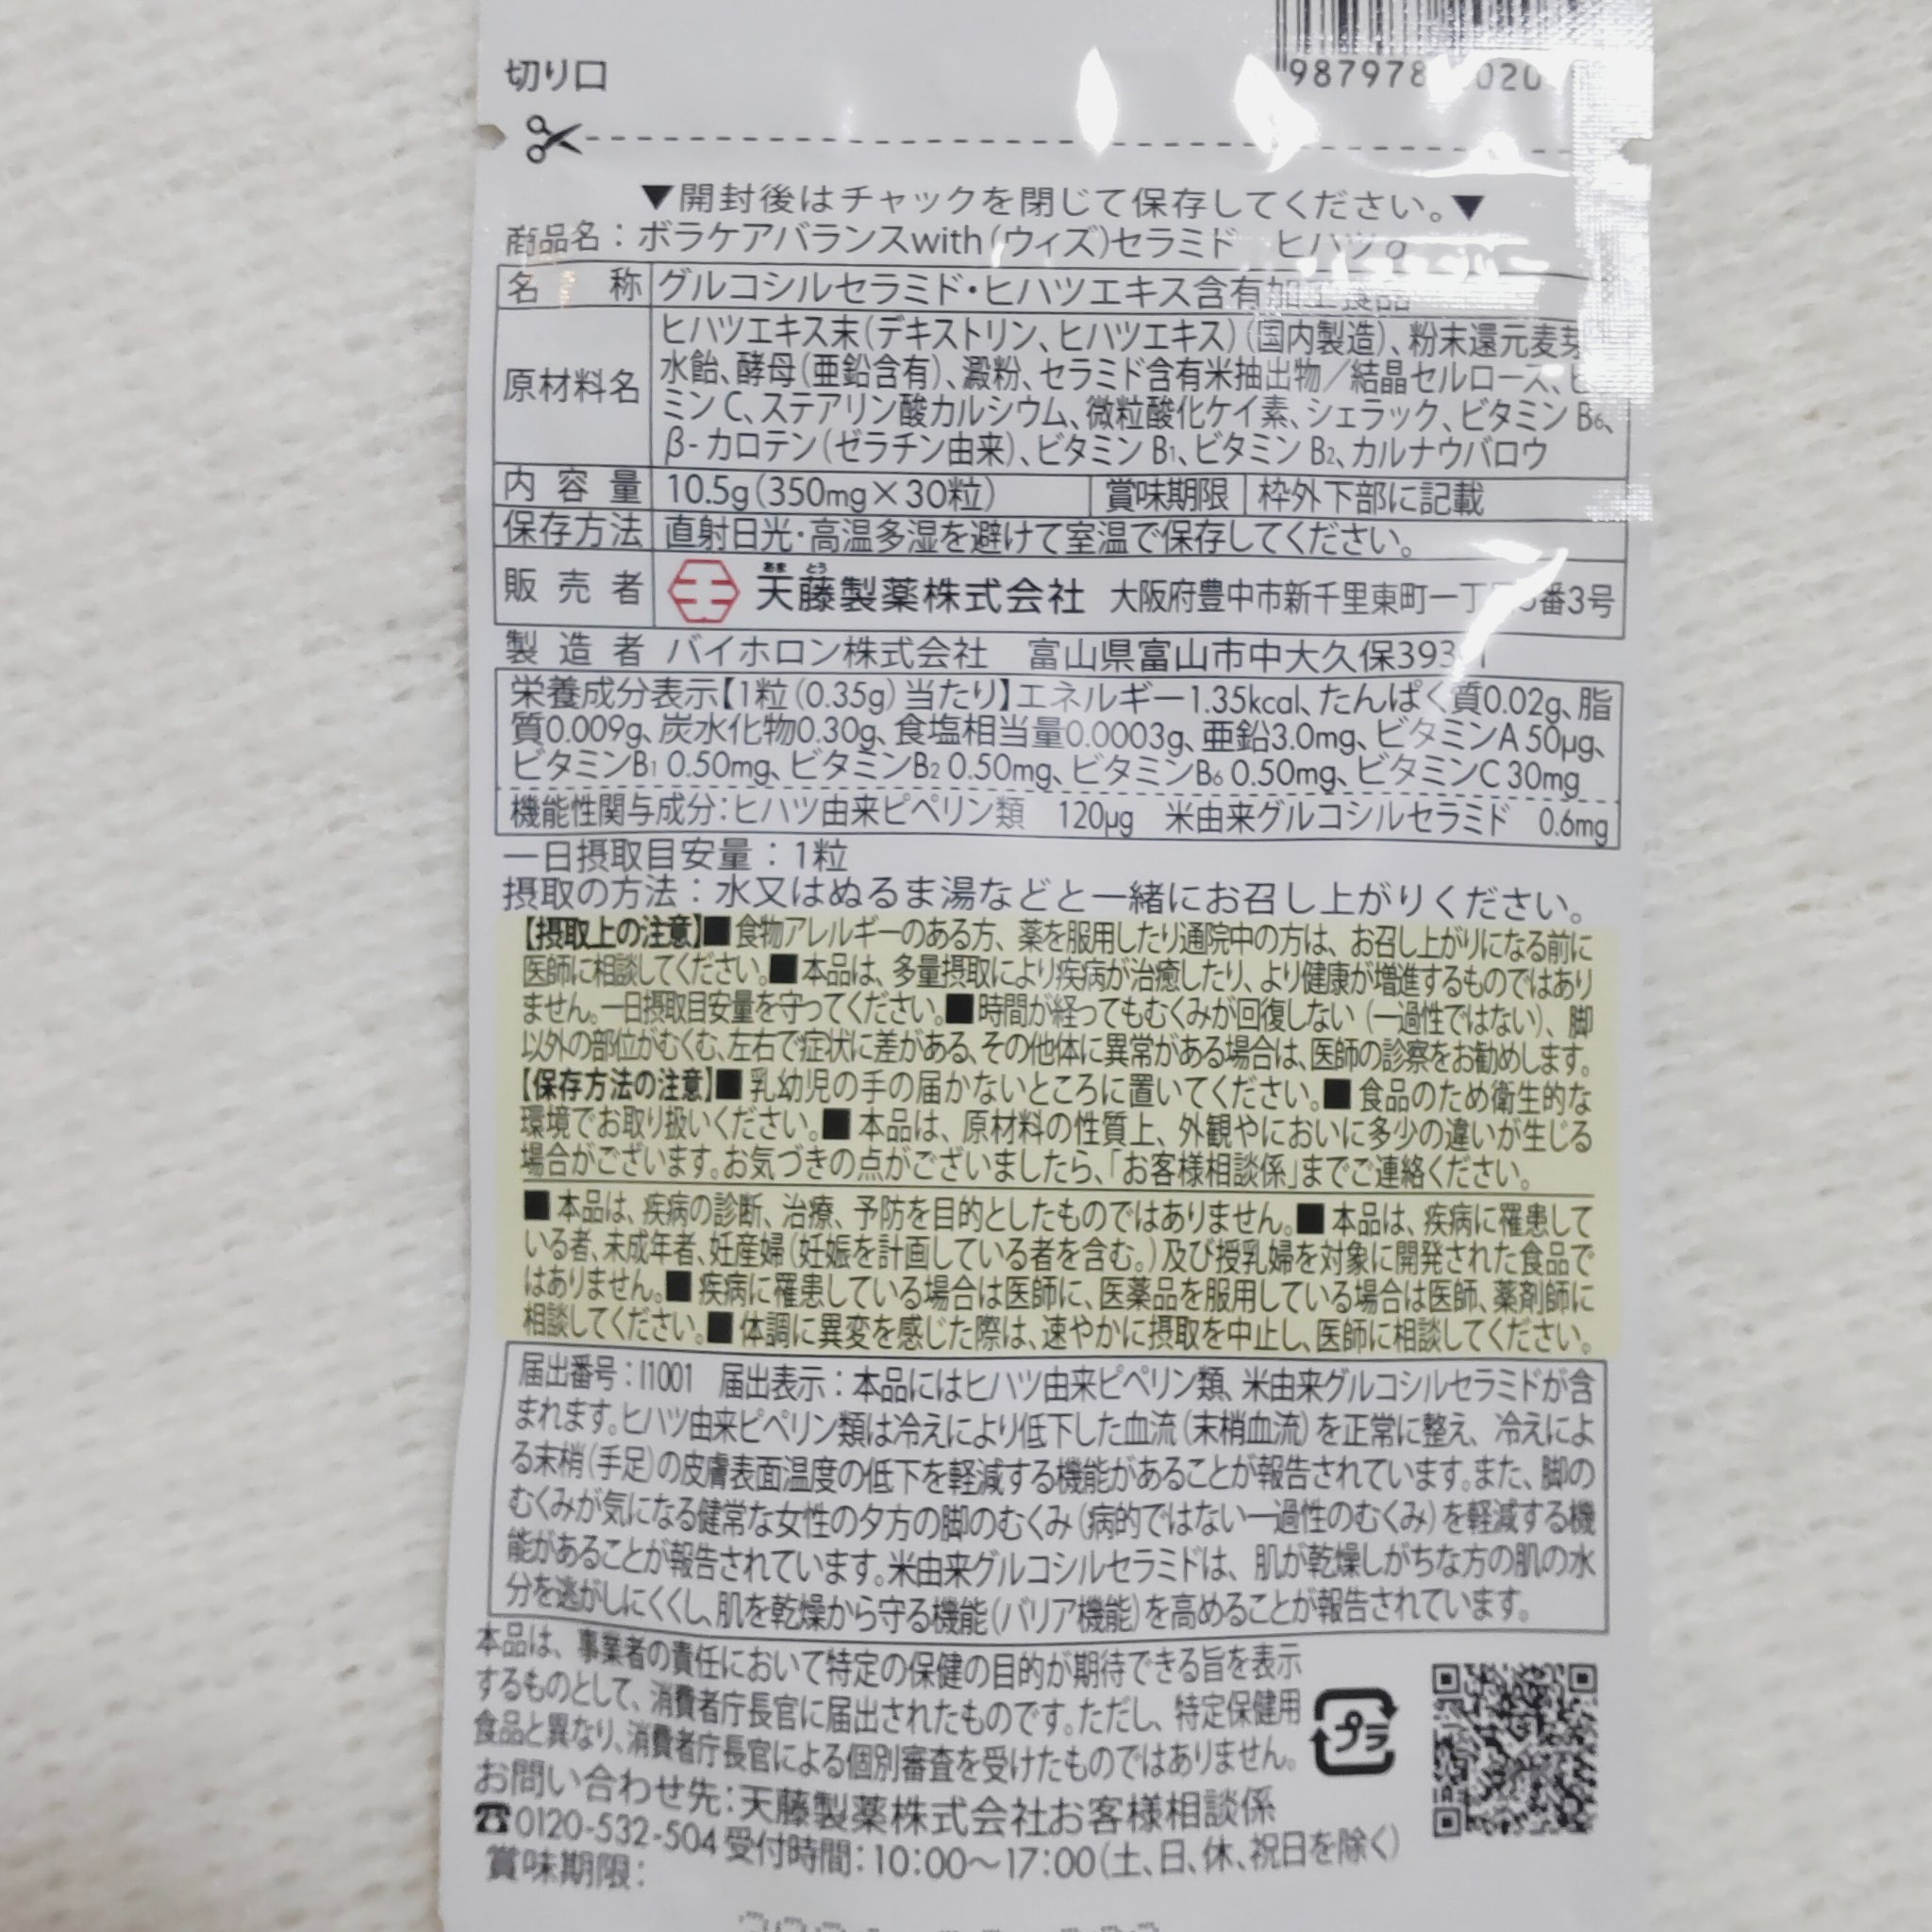 切り口
987978 020
▼開封後はチャックを閉じて保存してください。▼
商品名：ボラケアバランスwith(ウィズ)セラミド ヒハツα
名 称 グルコシルセラミド・ヒハツエキス含有加工食品
原材料名 ヒハツエキス末(デキストリン、ヒハツエキス)(国内製造)、粉末還元麦芽
水飴、酵母(亜鉛含有)、澱粉、セラミド含有米抽出物／結晶セルロース、ビ
ミンC、ステアリン酸カルシウム、微粒酸化ケイ素、シェラック、ビタミンB6、
β-カロテン(ゼラチン由来)、ビタミンB1、ビタミンB2、カルナウバロウ
内容量 10.5g(350mg×30粒) 賞味期限 枠外下部に記載
保存方法 直射日光・高温多湿を避けて室温で保存してください。
販売者 天藤製薬株式会社 大阪府豊中市新千里東町一丁 番3号
あま とう
製造者 バイホロン株式会社 富山県富山市中大久保393
栄養成分表示【1粒(0.35g)当たり】エネルギー1.35kcal、たんぱく質0.02g、脂
質0.009g、炭水化物0.30g、食塩相当量0.0003g、亜鉛3.0mg、ビタミンA 50μg、
ビタミンB1 0.50mg、ビタミンB2 0.50mg、ビタミンB6 0.50mg、ビタミンC 30mg
機能性関与成分：ヒハツ由来ピペリン類 120μg 米由来グルコシルセラミド 0.6mg
一日摂取目安量：1粒
摂取の方法：水又はぬるま湯などと一緒にお召し上がりください。
【摂取上の注意】■食物アレルギーのある方、薬を服用したり通院中の方は、お召し上がりになる前に
医師に相談してください。■本品は、多量摂取により疾病が治癒したり、より健康が増進するものではあり
ません。一日摂取目安量を守ってください。■時間が経ってもむくみが回復しない（一過性ではない）、脚
以外の部位がむくむ、左右で症状に差がある、その他体に異常がある場合は、医師の診察をお勧めします。
【保存方法の注意】■乳幼児の手の届かないところに置いてください。■食品のため衛生的な
環境でお取り扱いください。■本品は、原材料の性質上、外観やにおいに多少の違いが生じる
場合がございます。お気づきの点がございましたら、「お客様相談係」までご連絡ください。
■本品は、疾病の診断、治療、予防を目的としたものではありません。■本品は、疾病に罹患して
いる者、未成年者、妊産婦（妊娠を計画している者を含む。）及び授乳婦を対象に開発された食品で
はありません。■疾病に罹患している場合は医師に、医薬品を服用している場合は医師、薬剤師に
相談してください。■体調に異変を感じた際は、速やかに摂取を中止し、医師に相談してください。
届出番号：I1001 届出表示：本品にはヒハツ由来ピペリン類、米由来グルコシルセラミドが含
まれます。ヒハツ由来ピペリン類は冷えにより低下した血流（末梢血流）を正常に整え、冷えによ
る末梢（手足）の皮膚表面温度の低下を軽減する機能があることが報告されています。また、脚の
むくみが気になる健常な女性の夕方の脚のむくみ（病的ではない一過性のむくみ）を軽減する機
能があることが報告されています。米由来グルコシルセラミドは、肌が乾燥しがちな方の肌の水
分を逃がしにくくし、肌を乾燥から守る機能（バリア機能）を高めることが報告されています。
本品は、事業者の責任において特定の保健の目的が期待できる旨を表示
するものとして、消費者庁長官に届出されたものです。ただし、特定保健用
食品と異なり、消費者庁長官による個別審査を受けたものではありません。
プラ
お問い合わせ先：天藤製薬株式会社お客様相談係
☎0120-532-504 受付時間：10:00～17:00（土、日、休、祝日を除く）
賞味期限：